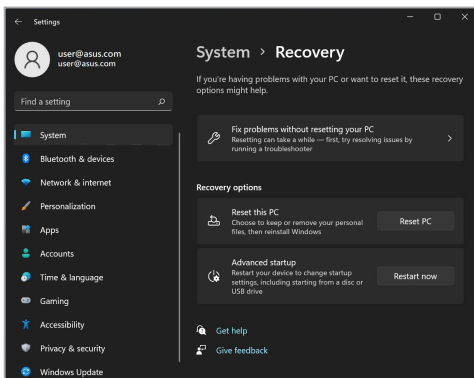 Settings
user@asus.com
user@asus.com
Find a setting
System
Bluetooth & devices
Network & internet
Personalization
Apps
Accounts
Time & language
Gaming
Accessibility
Privacy & security
Windows Update
System > Recovery
If you're having problems with your PC or want to reset it, these recovery
options might help.
Fix problems without resetting your PC
Resetting can take a while — first, try resolving issues by
running a troubleshooter
Recovery options
Reset this PC
Choose to keep or remove your personal
files, then reinstall Windows
Reset PC
Advanced startup
Restart your device to change startup
settings, including starting from a disc or
USB drive
Restart now
Get help
Give feedback